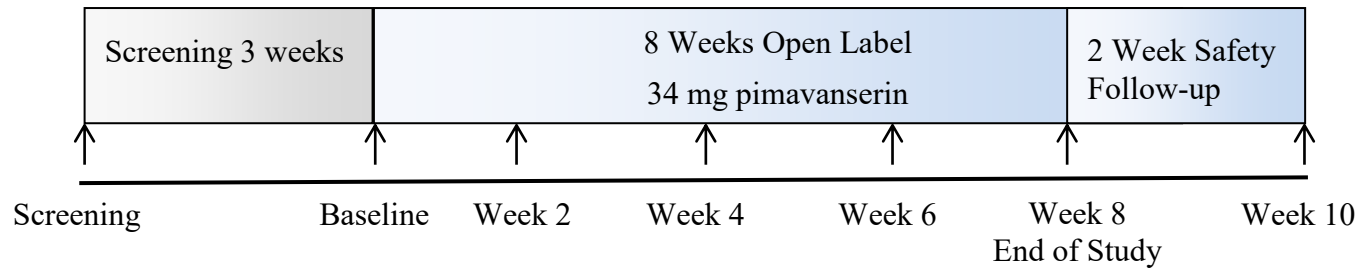 Screening 3 weeks
8 Weeks Open Label
34 mg pimavanserin
2 Week Safety
Follow-up
Screening
Baseline
Week 2
Week 4
Week 6
Week 8
End of Study
Week 10